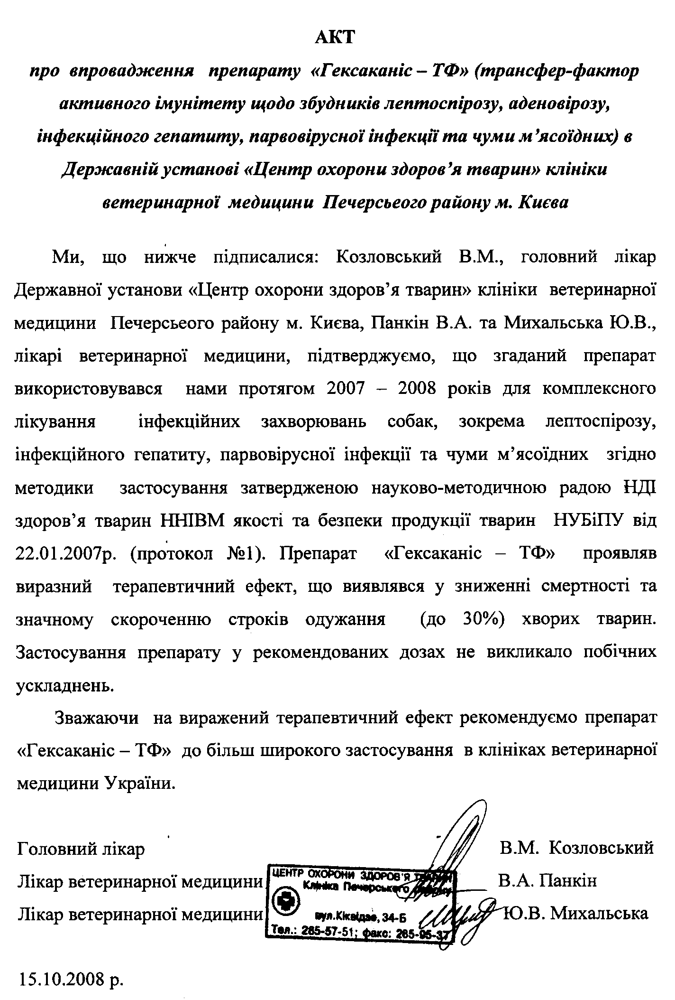 АКТ
про впровадження препарату «Гексаканіс – ТФ» (трансфер-фактор
активного імунітету щодо збудників лептоспірозу, аденовірозу,
інфекційного гепатиту, парвовірусної інфекції та чуми м’ясоїдних) в
Державній установі «Центр охорони здоров’я тварин» клініки
ветеринарної медицини Печерсьеого району м. Києва
Ми, що нижче підписалися: Козловський В.М., головний лікар
Державної установи «Центр охорони здоров’я тварин» клініки ветеринарної
медицини Печерсьеого району м. Києва, Панкін В.А. та Михальська Ю.В.,
лікарі ветеринарної медицини, підтверджуємо, що згаданий препарат
використовувався нами протягом 2007 – 2008 років для комплексного
лікування інфекційних захворювань собак, зокрема лептоспірозу,
інфекційного гепатиту, парвовірусної інфекції та чуми м’ясоїдних згідно
методики застосування затвердженою науково-методичною радою НДІ
здоров’я тварин ННІВМ якості та безпеки продукції тварин НУБіПУ від
22.01.2007р. (протокол №1). Препарат «Гексаканіс – ТФ» проявляв
виразний терапевтичний ефект, що виявлявся у зниженні смертності та
значному скороченню строків одужання (до 30%) хворих тварин.
Застосування препарату у рекомендованих дозах не викликало побічних
ускладнень.
Зважаючи на виражений терапевтичний ефект рекомендуємо препарат
«Гексаканіс – ТФ» до більш широкого застосування в клініках ветеринарної
медицини України.
Головний лікар В.М. Козловський
Лікар ветеринарної медицини В.А. Панкін
Лікар ветеринарної медицини Ю.В. Михальська
ЦЕНТР ОХОРОНИ ЗДОРОВ'Я ТВАРИН
Клініка Печерського району
вул.Кіквідзе, 34-Б
Тел.: 285-57-51; факс: 285-95-37
15.10.2008 р.